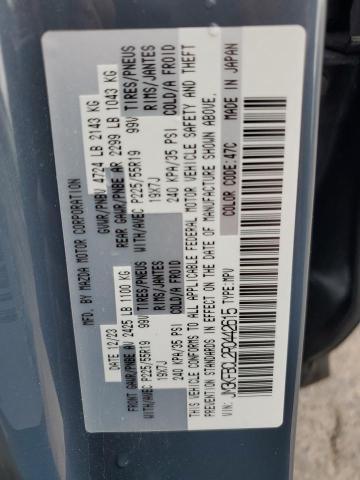 MFD. BY MAZDA MOTOR CORPORATION
DATE 12/23 GVWR/PNBV 4724 LB 2143 KG
FRONT GAWR/PNBE AV 2425 LB 1100 KG REAR GAWR/PNBE AR 2299 LB 1043 KG
WITH/AVEC P225/55R19 99V TIRES/PNEUS WITH/AVEC P225/55R19 99V TIRES/PNEUS
19X7J RIMS/JANTES 19X7J RIMS/JANTES
240 KPA/35 PSI COLD/A FROID 240 KPA/35 PSI COLD/A FROID
THIS VEHICLE CONFORMS TO ALL APPLICABLE FEDERAL MOTOR VEHICLE SAFETY AND THEFT
PREVENTION STANDARDS IN EFFECT ON THE DATE OF MANUFACTURE SHOWN ABOVE.
VIN: JM3KFBCL2R0442615 TYPE: MPV COLOR CODE: 47C MADE IN JAPAN